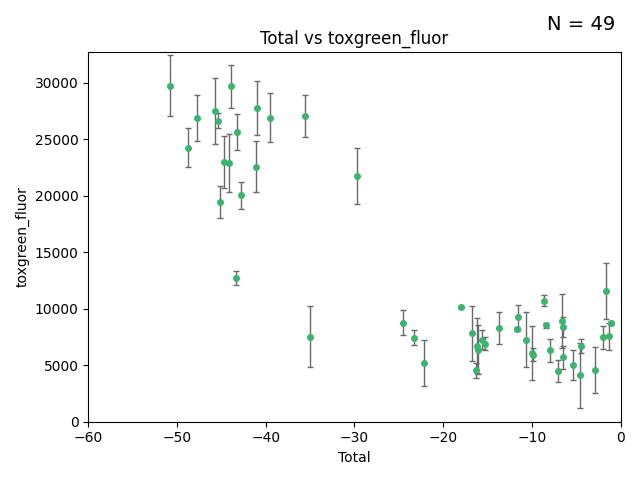 N = 49
Total vs toxgreen_fluor
toxgreen_fluor
30000
25000
20000
15000
10000
5000
0
−60 −50 −40 −30 −20 −10 0
Total